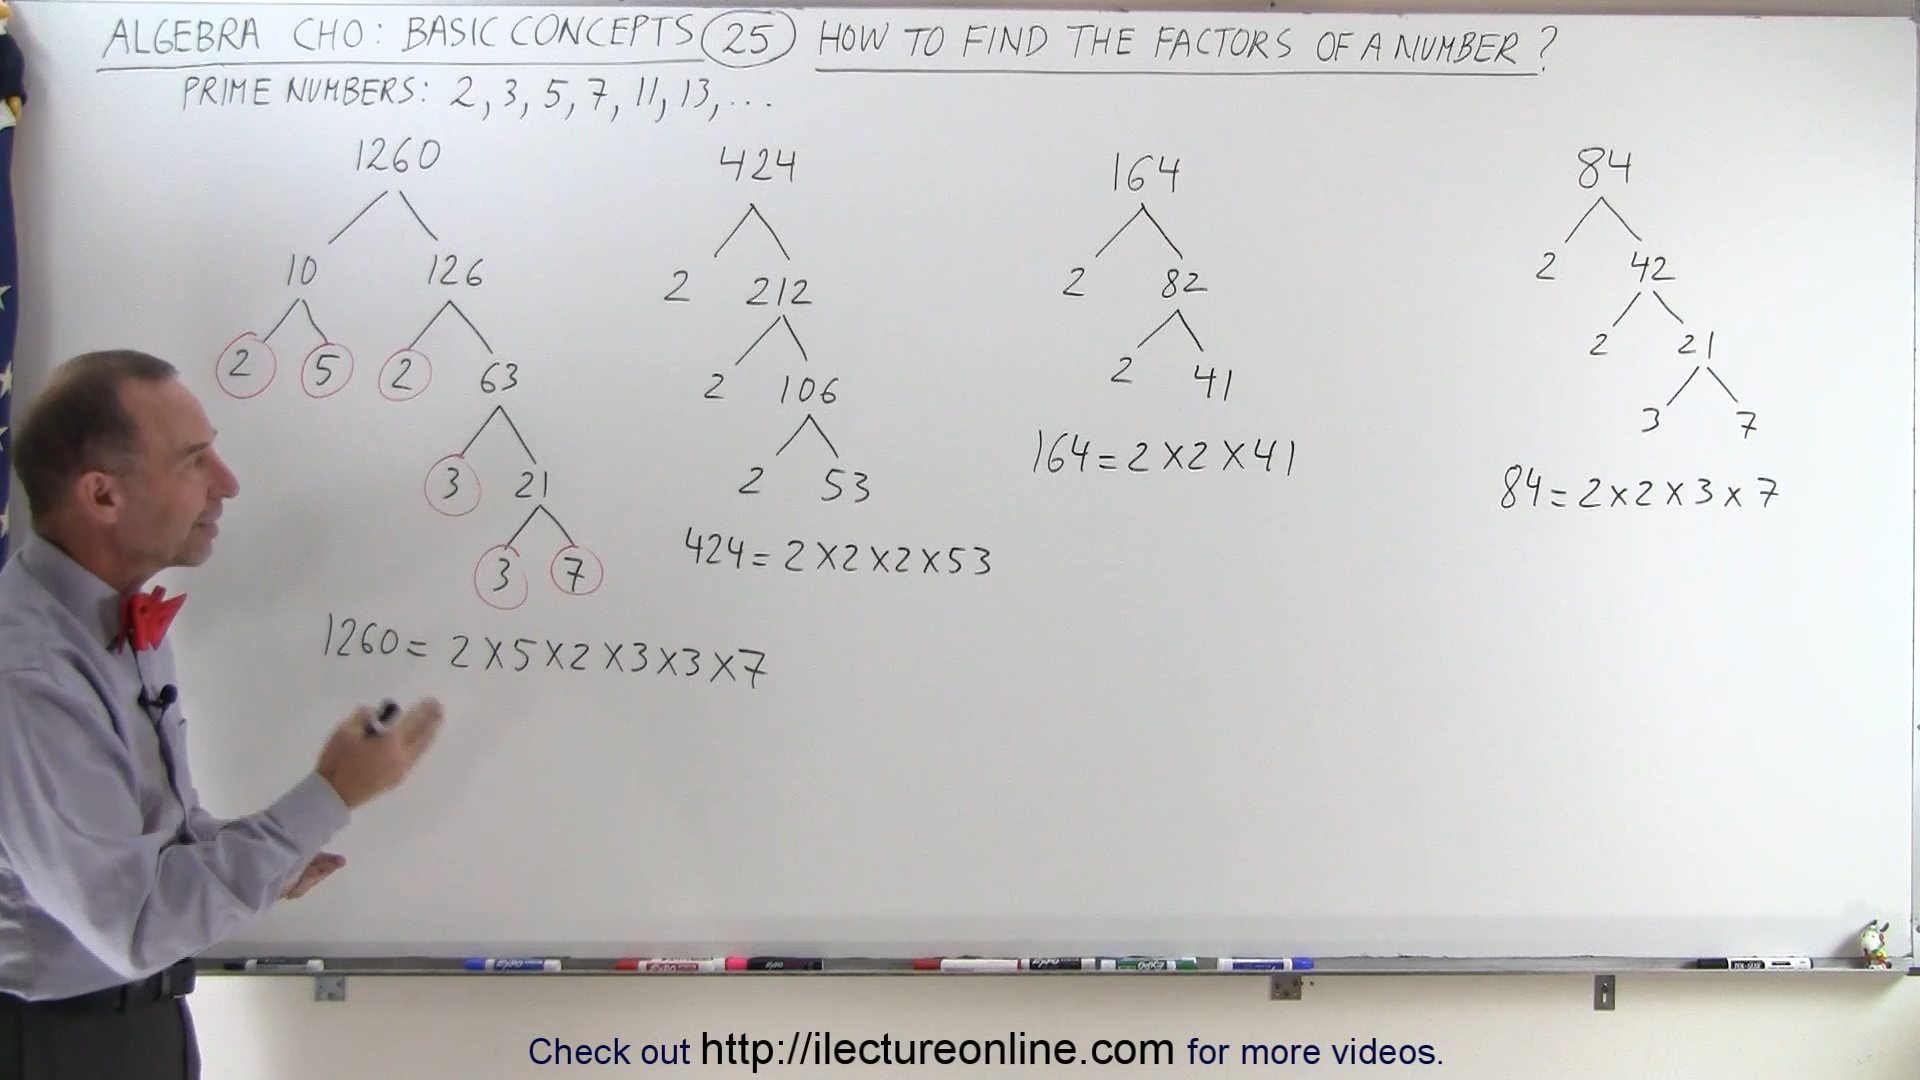 ALGEBRA CH0: BASIC CONCEPTS 25 HOW TO FIND THE FACTORS OF A NUMBER?
PRIME NUMBERS: 2, 3, 5, 7, 11, 13, ...
1260
10 126
2 5 2 63
3 21
3 7
1260 = 2 X 5 X 2 X 3 X 3 X 7
424
2 212
2 106
2 53
424 = 2 X 2 X 2 X 53
164
2 82
2 41
164 = 2 X 2 X 41
84
2 42
2 21
3 7
84 = 2 X 2 X 3 X 7
Check out http://ilectureonline.com for more videos.